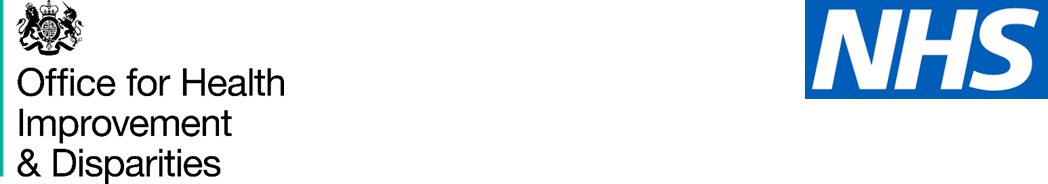 Office for Health
Improvement
& Disparities
NHS